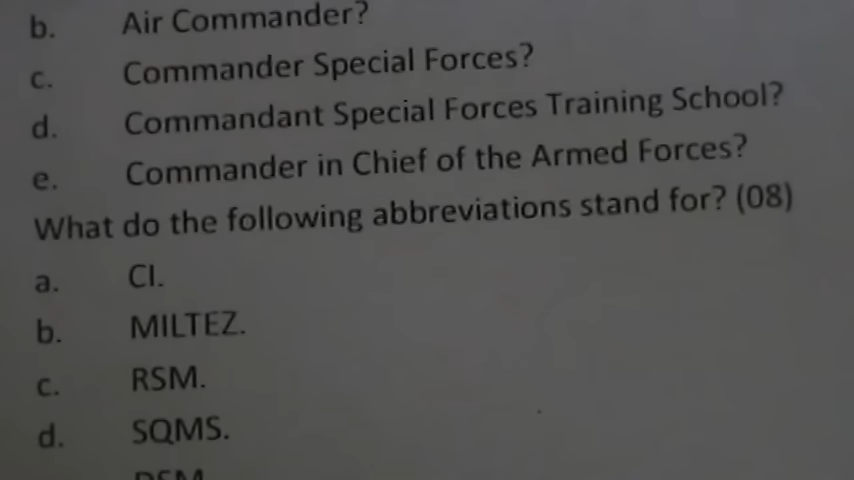 b. Air Commander?
c. Commander Special Forces?
d. Commandant Special Forces Training School?
e. Commander in Chief of the Armed Forces?
What do the following abbreviations stand for? (08)
a. CI.
b. MILTEZ.
c. RSM.
d. SQMS.